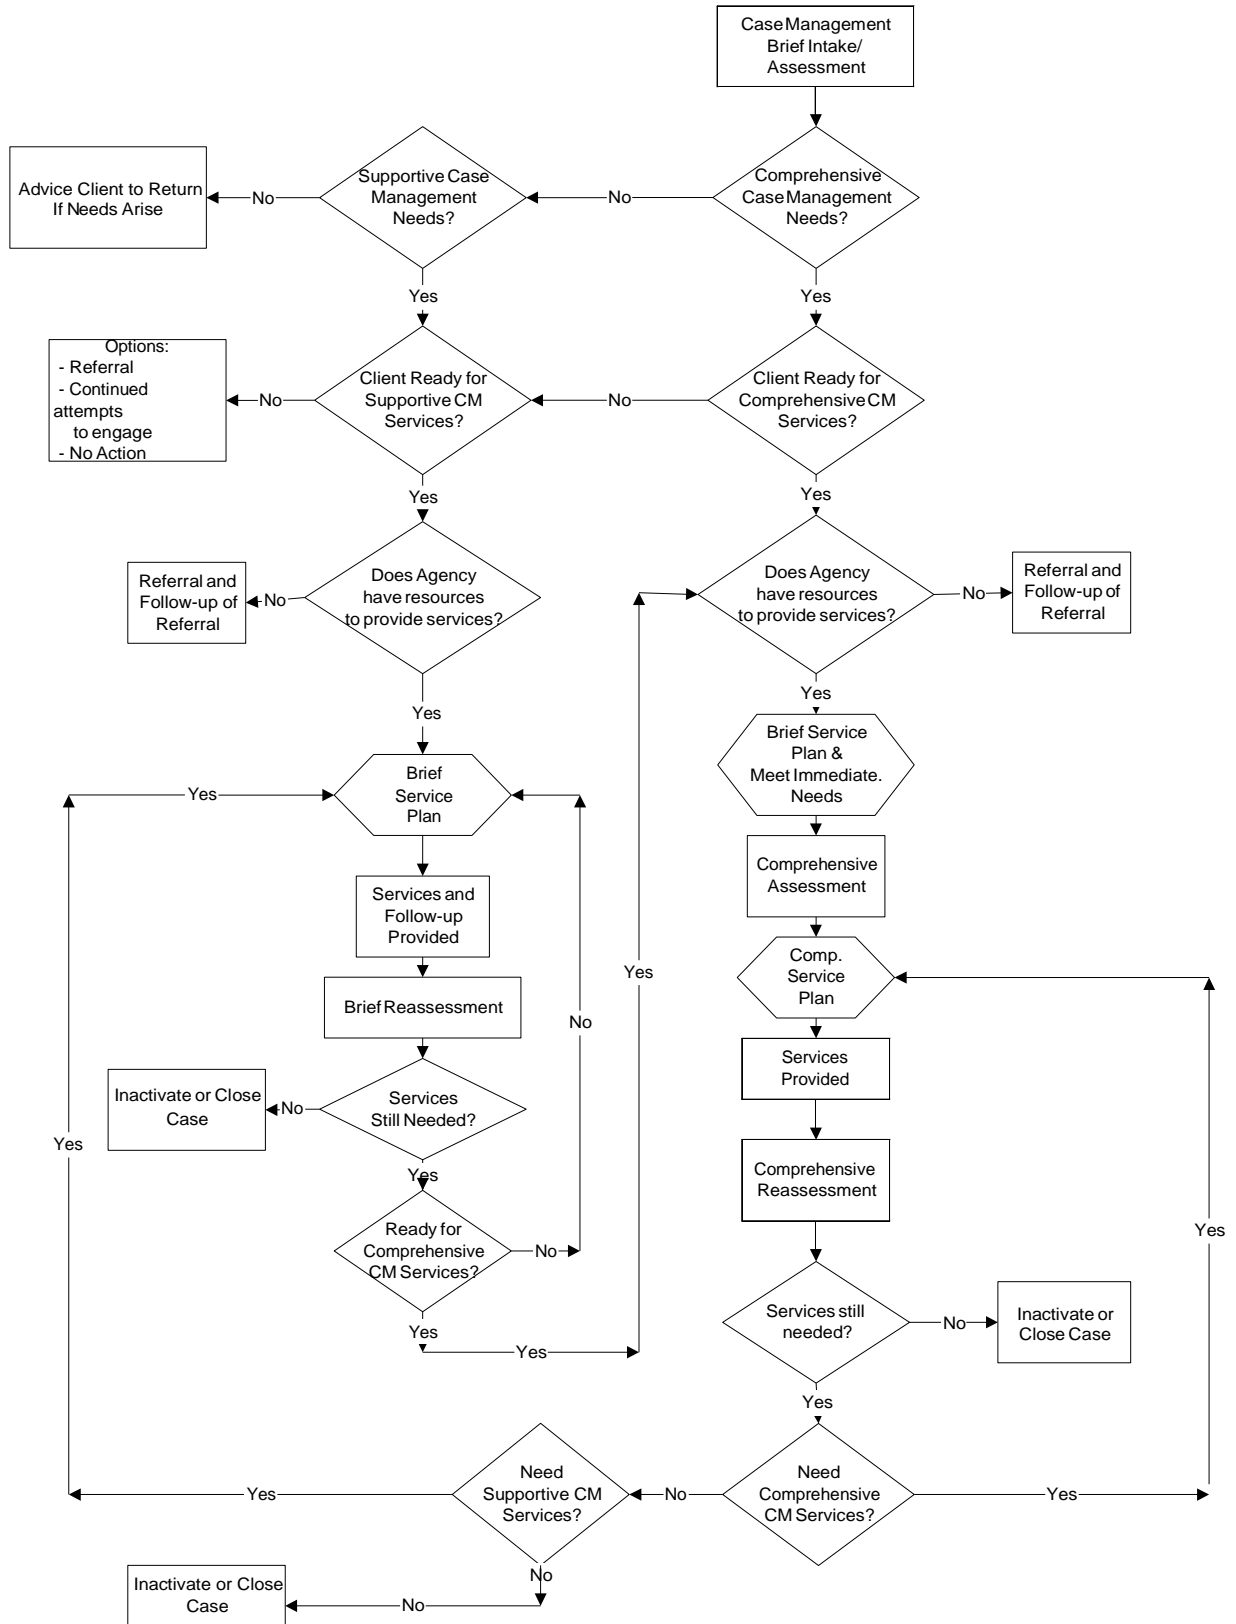 Case Management
Brief Intake/
Assessment
Advice Client to Return
If Needs Arise
No
Supportive Case
Management
Needs?
No
Comprehensive
Case Management
Needs?
Yes
Yes
Options:
- Referral
- Continued
attempts
to engage
- No Action
No
Client Ready for
Supportive CM
Services?
No
Client Ready for
Comprehensive CM
Services?
Yes
Yes
Referral and
Follow-up of
Referral
No
Does Agency
have resources
to provide services?
Does Agency
have resources
to provide services?
No
Referral and
Follow-up of
Referral
Yes
Yes
Brief Service
Plan &
Meet Immediate.
Needs
Yes
Brief
Service
Plan
Comprehensive
Assessment
Services and
Follow-up
Provided
Comp.
Service
Plan
Yes
Brief Reassessment
No
Services
Provided
Inactivate or Close
Case
No
Services
Still Needed?
Yes
Yes
Comprehensive
Reassessment
Ready for
Comprehensive
CM Services?
No
Yes
Yes
Yes
Services still
needed?
No
Inactivate or
Close Case
Yes
Yes
Need
Supportive CM
Services?
No
Need
Comprehensive
CM Services?
Yes
No
Inactivate or Close
Case
No